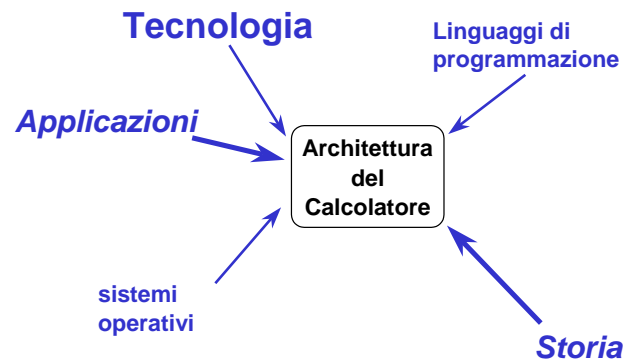 Tecnologia
Linguaggi di
programmazione
Applicazioni
Architettura
del
Calcolatore
sistemi
operativi
Storia